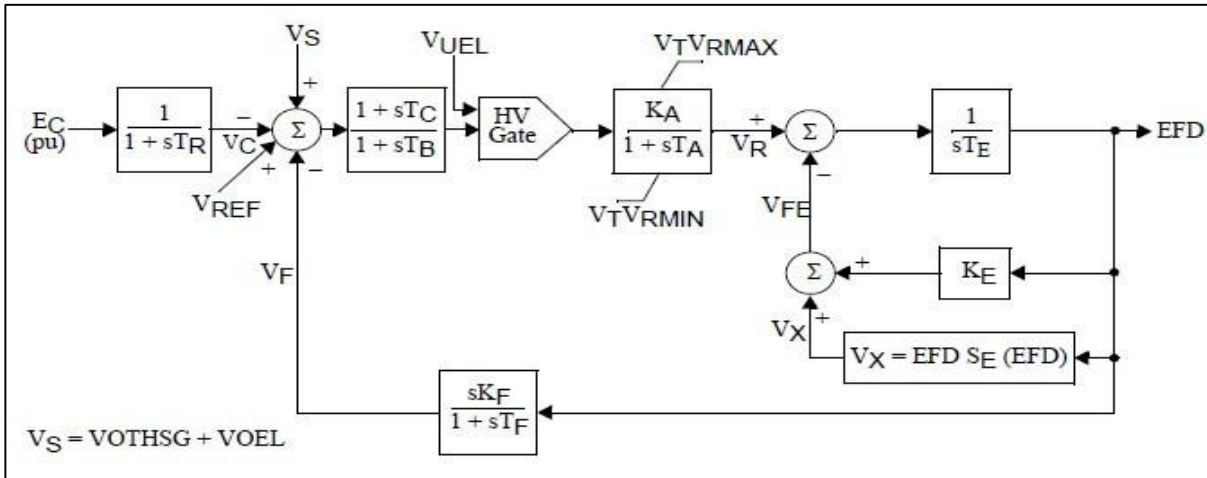 VS
VUEL
VTVRMAX
EC
(pu)
1
1 + sTR
−
VC
+
Σ
VREF
+
−
1 + sTC
1 + sTB
HV
Gate
KA
1 + sTA
VTVRMIN
+
VR
Σ
−
1
sTE
EFD
VFE
Σ
+
KE
VX
+
VX = EFD SE (EFD)
VF
sKF
1 + sTF
VS = VOTHSG + VOEL